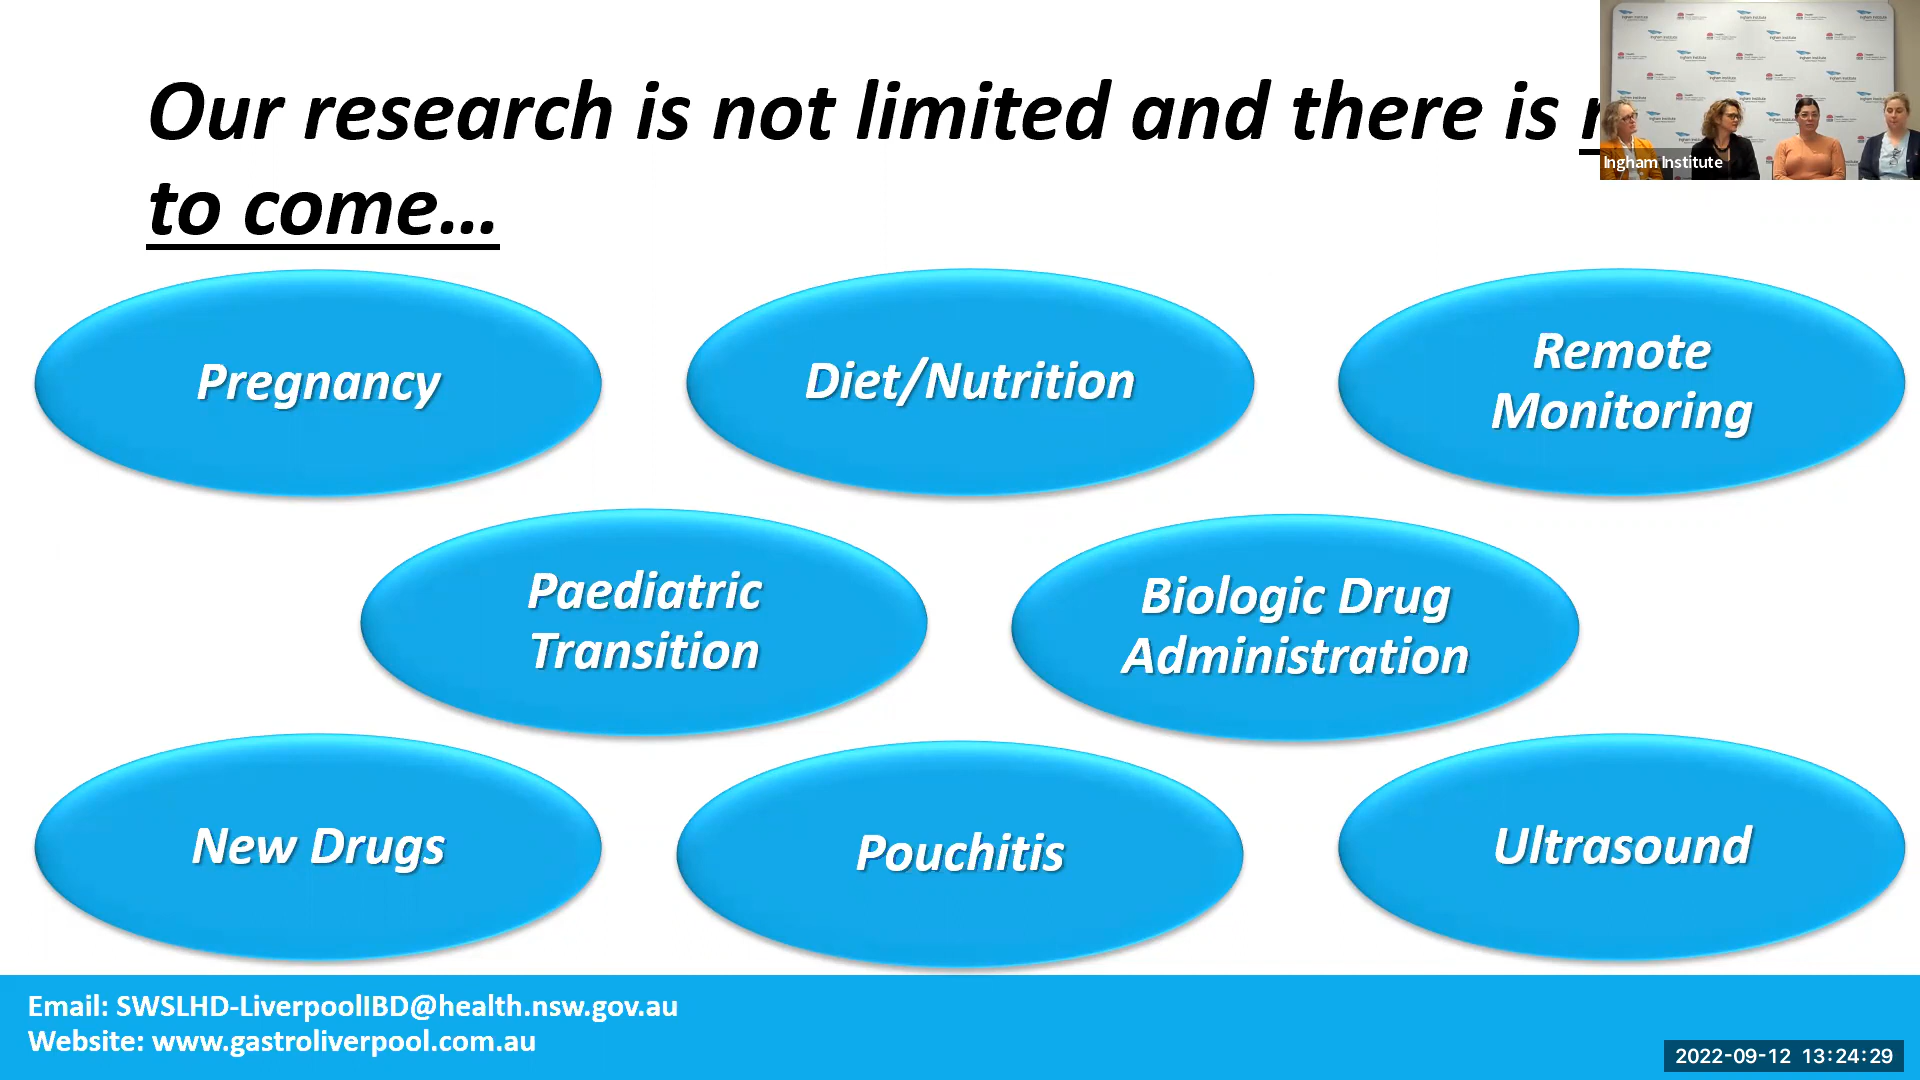 Our research is not limited and there is
to come...
Ingham Institute
Pregnancy
Diet/Nutrition
Remote
Monitoring
Paediatric
Transition
Biologic Drug
Administration
New Drugs
Pouchitis
Ultrasound
Email: SWSLHD-LiverpoolIBD@health.nsw.gov.au
Website: www.gastroliverpool.com.au
2022-09-12 13:24:29